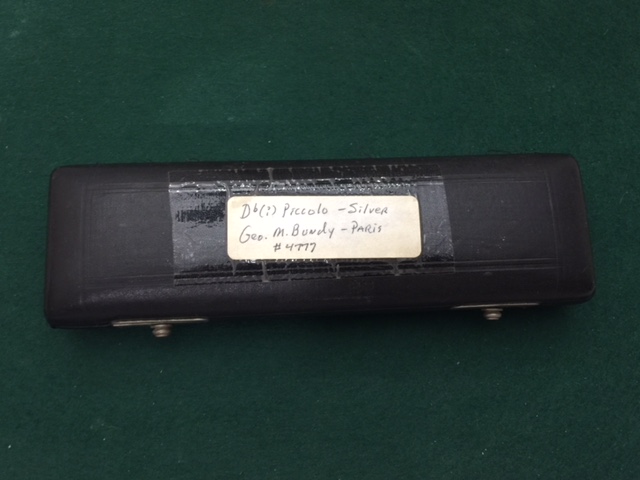 Db(?) Piccolo - Silver
Geo. M. Bundy - Paris
#4777